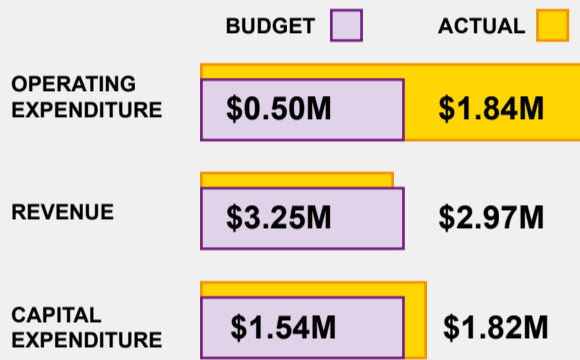 BUDGET ACTUAL
OPERATING
EXPENDITURE
$0.50M $1.84M
REVENUE $3.25M $2.97M
CAPITAL
EXPENDITURE
$1.54M $1.82M